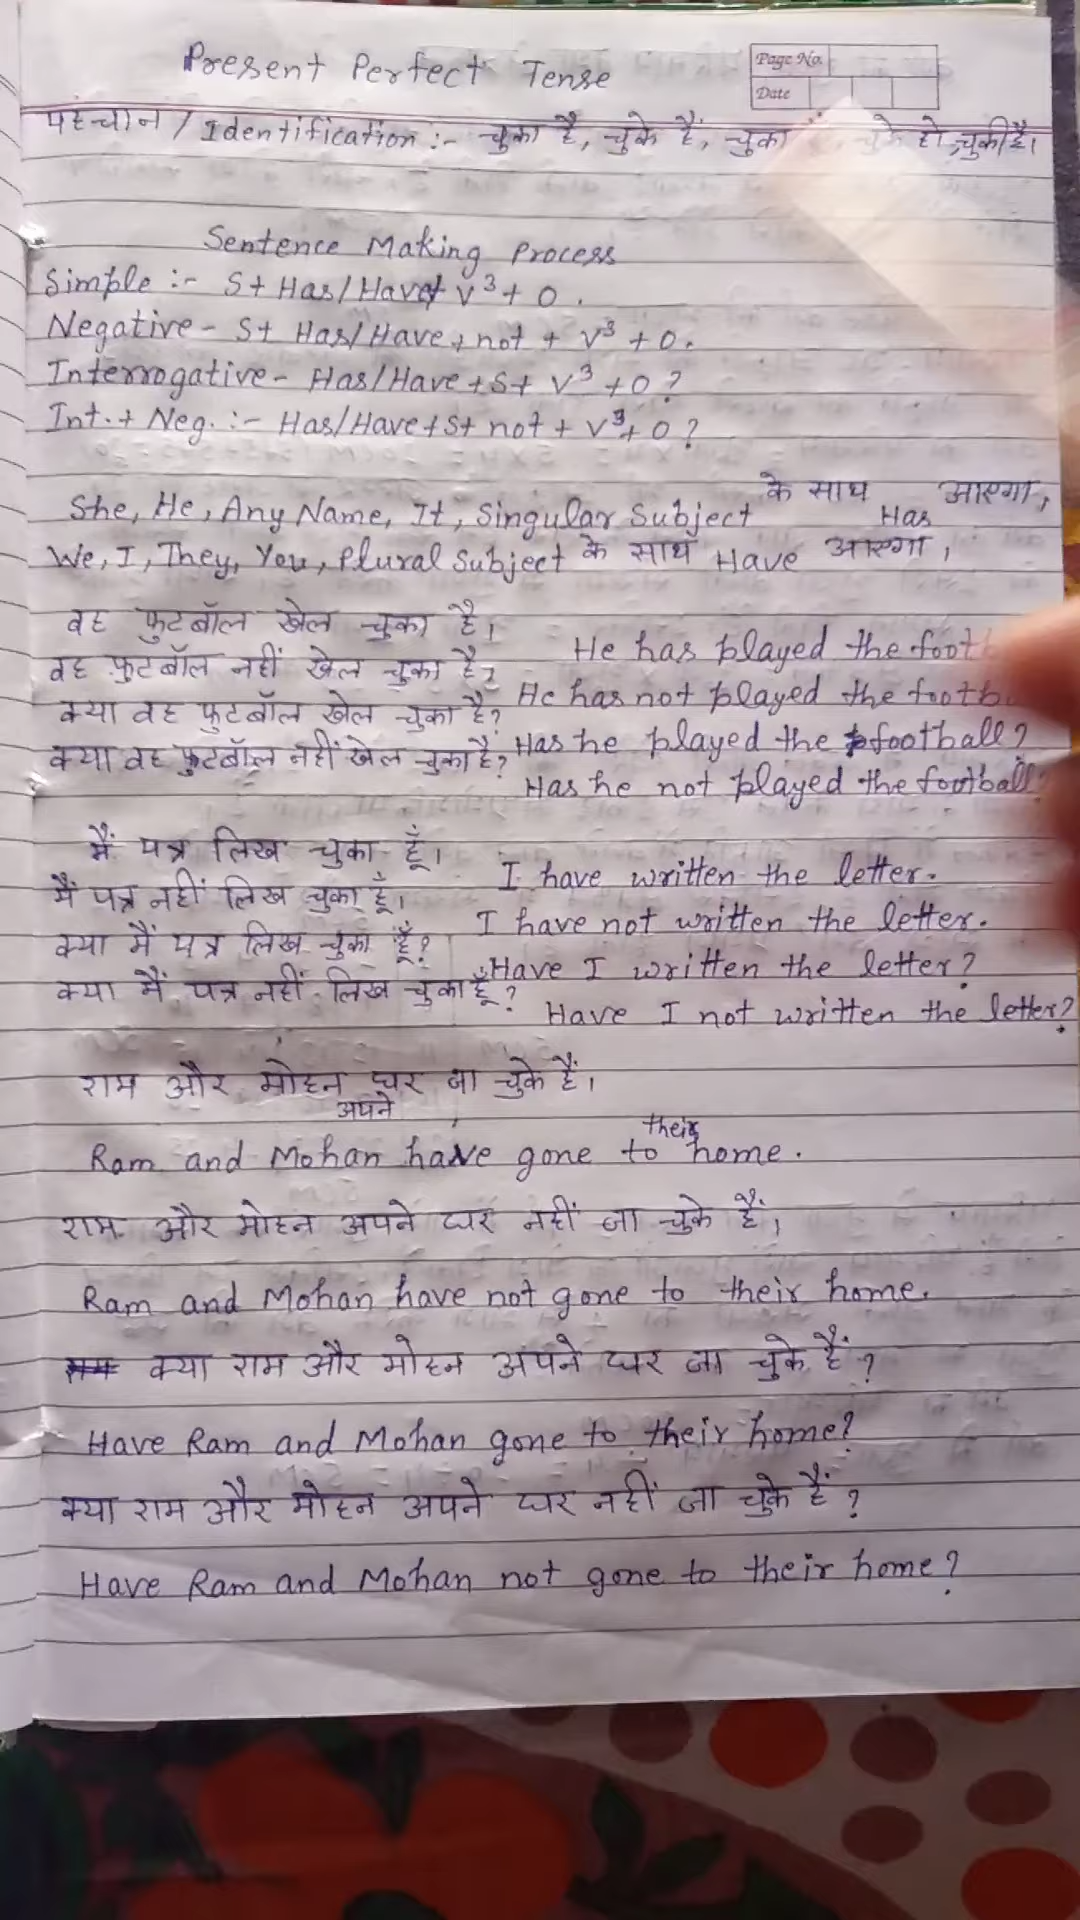 Present Perfect Tense
Page No.
Date
पहचान / Identification :- चुका है, चुके हैं, चुका चुके हो, चुकी है।
Sentence Making Process
Simple :- S+ Has/Have+ V3 + O.
Negative - S+ Has/Have + not + V3 + O.
Interrogative - Has/Have + S+ V3 + O?
Int. + Neg. :- Has/Have + S+ not + V3 + O?
She, He, Any Name, It, Singular Subject के साथ Has आएगा,
We, I, They, You, Plural Subject के साथ Have आएगा,
वह फुटबॉल खेल चुका है।
He has played the footb
वह फुटबॉल नहीं खेल चुका है,
He has not played the footb
क्या वह फुटबॉल खेल चुका है?
Has he played the football?
क्या वह फुटबॉल नहीं खेल चुका है?
Has he not played the football?
मैं पत्र लिख चुका हूँ।
I have written the letter.
मैं पत्र नहीं लिख चुका हूँ।
I have not written the letter.
क्या मैं पत्र लिख चुका हूँ?
Have I written the letter?
क्या मैं पत्र नहीं लिख चुका हूँ?
Have I not written the letter?
राम और मोहन अपने घर जा चुके हैं।
Ram and Mohan have gone to their home.
राम और मोहन अपने घर नहीं जा चुके हैं,
Ram and Mohan have not gone to their home.
क्या राम और मोहन अपने घर जा चुके हैं?
Have Ram and Mohan gone to their home?
क्या राम और मोहन अपने घर नहीं जा चुके हैं?
Have Ram and Mohan not gone to their home?